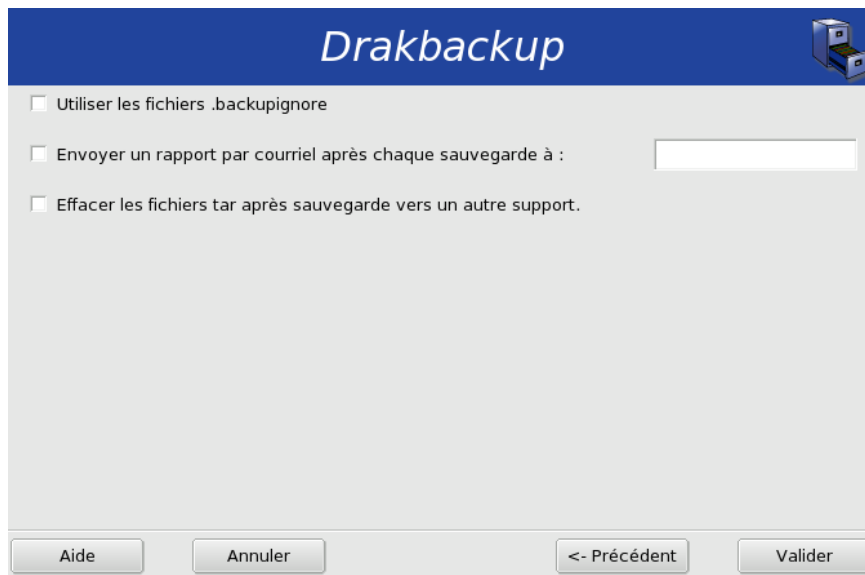 Drakbackup
Utiliser les fichiers .backupignore
Envoyer un rapport par courriel après chaque sauvegarde à :
Effacer les fichiers tar après sauvegarde vers un autre support.
Aide
Annuler
<- Précédent
Valider